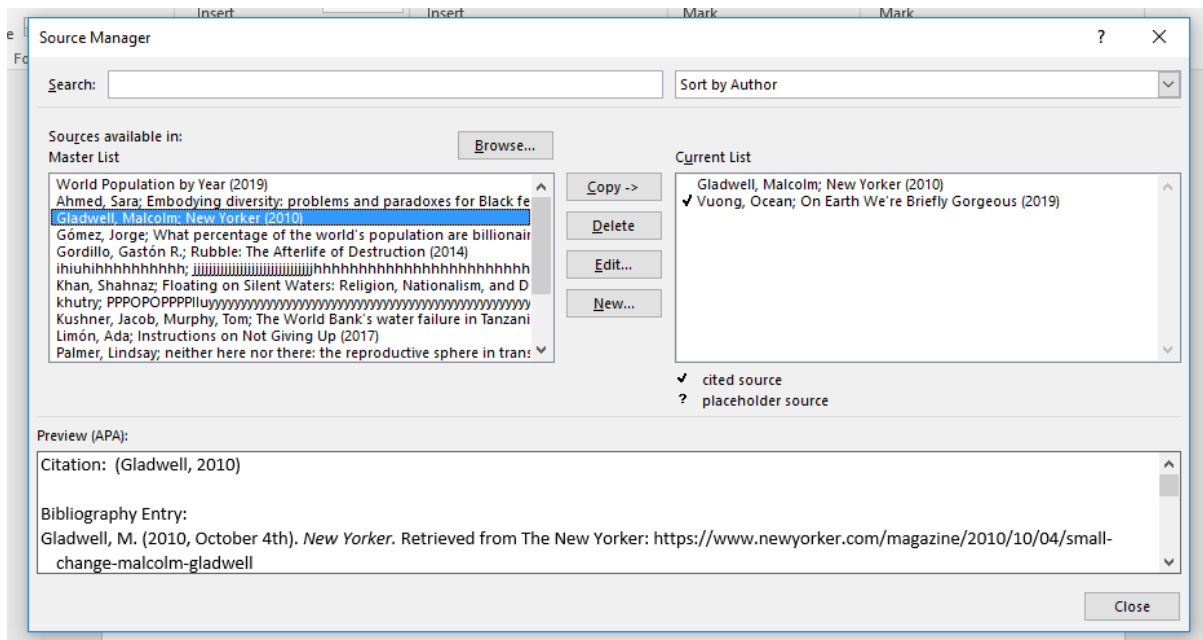 Insert Insert Mark Mark
e
Fo
Source Manager ? ×
Search: Sort by Author
Sources available in:
Master List
Browse...
Current List
World Population by Year (2019)
Ahmed, Sara; Embodying diversity: problems and paradoxes for Black fe
Gladwell, Malcolm; New Yorker (2010)
Gómez, Jorge; What percentage of the world's population are billionair
Gordillo, Gastón R.; Rubble: The Afterlife of Destruction (2014)
Khan, Shahnaz; Floating on Silent Waters: Religion, Nationalism, and D
Kushner, Jacob, Murphy, Tom; The World Bank's water failure in Tanzani
Limón, Ada; Instructions on Not Giving Up (2017)
Palmer, Lindsay; neither here nor there: the reproductive sphere in trans
Copy ->
Delete
Edit...
New...
Gladwell, Malcolm; New Yorker (2010)
✓ Vuong, Ocean; On Earth We're Briefly Gorgeous (2019)
✓ cited source
? placeholder source
Preview (APA):
Citation: (Gladwell, 2010)
Bibliography Entry:
Gladwell, M. (2010, October 4th). New Yorker. Retrieved from The New Yorker: https://www.newyorker.com/magazine/2010/10/04/small-
change-malcolm-gladwell
Close